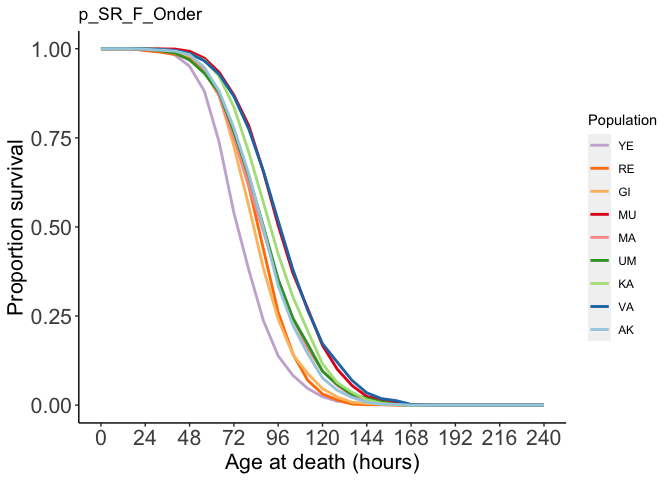 p_SR_F_Onder
Proportion survival
1.00
0.75
0.50
0.25
0.00
0 24 48 72 96 120 144 168 192 216 240
Age at death (hours)
Population
YE
RE
GI
MU
MA
UM
KA
VA
AK